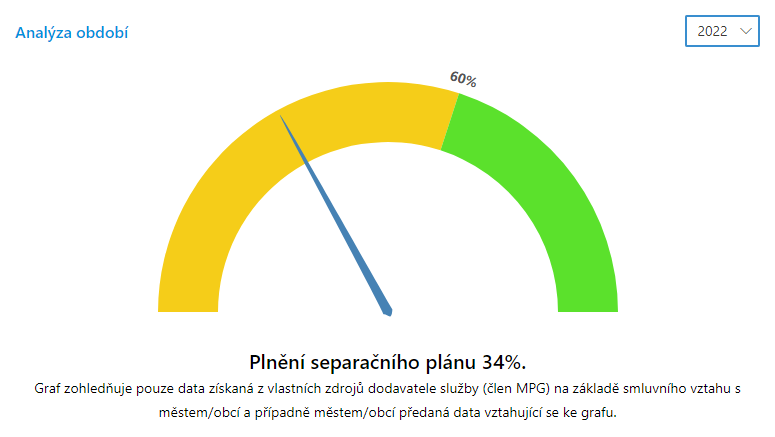 Analýza období
2022
60%
Plnění separačního plánu 34%.
Graf zohledňuje pouze data získaná z vlastních zdrojů dodavatele služby (člen MPG) na základě smluvního vztahu s
městem/obcí a případně městem/obcí předaná data vztahující se ke grafu.